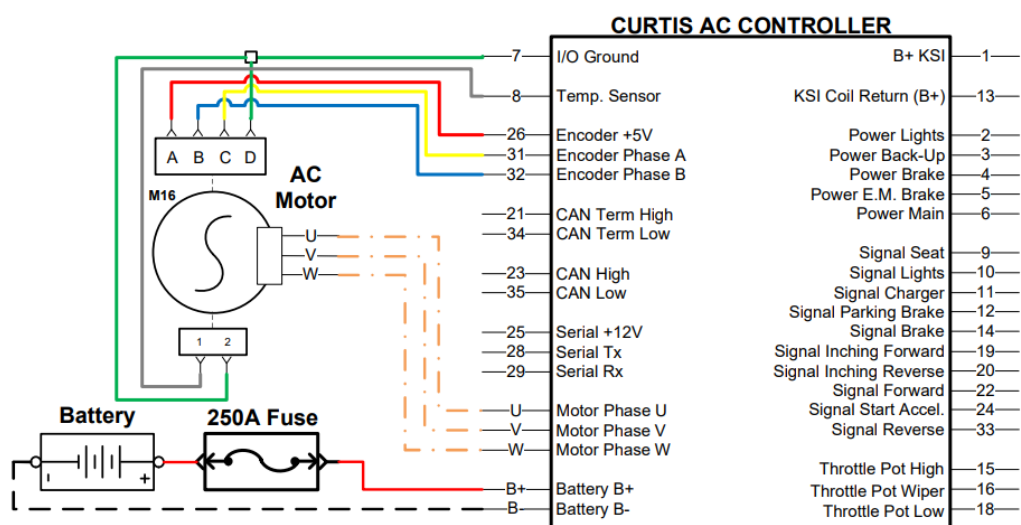 CURTIS AC CONTROLLER
7 I/O Ground
B+ KSI 1
8 Temp. Sensor
KSI Coil Return (B+) 13
26 Encoder +5V
Power Lights 2
31 Encoder Phase A
Power Back-Up 3
32 Encoder Phase B
Power Brake 4
Power E.M. Brake 5
21 CAN Term High
Power Main 6
34 CAN Term Low
Signal Seat 9
23 CAN High
Signal Lights 10
35 CAN Low
Signal Charger 11
Signal Parking Brake 12
25 Serial +12V
Signal Brake 14
28 Serial Tx
Signal Inching Forward 19
29 Serial Rx
Signal Inching Reverse 20
Signal Forward 22
U Motor Phase U
Signal Start Accel. 24
V Motor Phase V
Signal Reverse 33
W Motor Phase W
Throttle Pot High 15
B+ Battery B+
Throttle Pot Wiper 16
B- Battery B-
Throttle Pot Low 18
A B C D
M16
AC
Motor
U
V
W
1 2
Battery
- +
250A Fuse